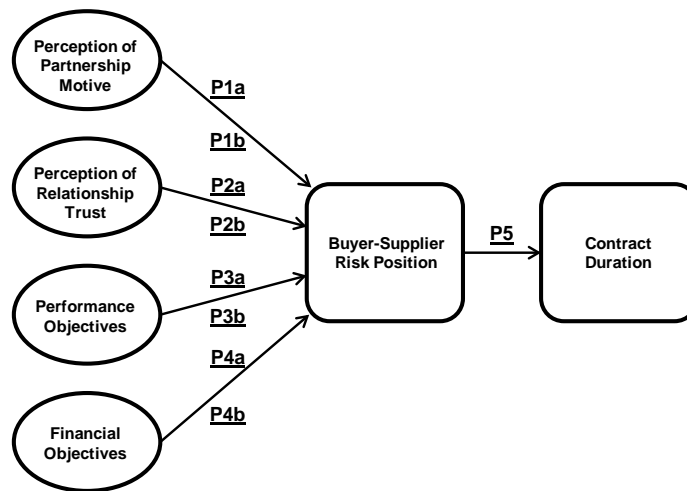 Perception of
Partnership
Motive
P1a
P1b
Perception of
Relationship
Trust
P2a
P2b
Buyer-Supplier
Risk Position
P5
Contract
Duration
Performance
Objectives
P3a
P3b
P4a
P4b
Financial
Objectives